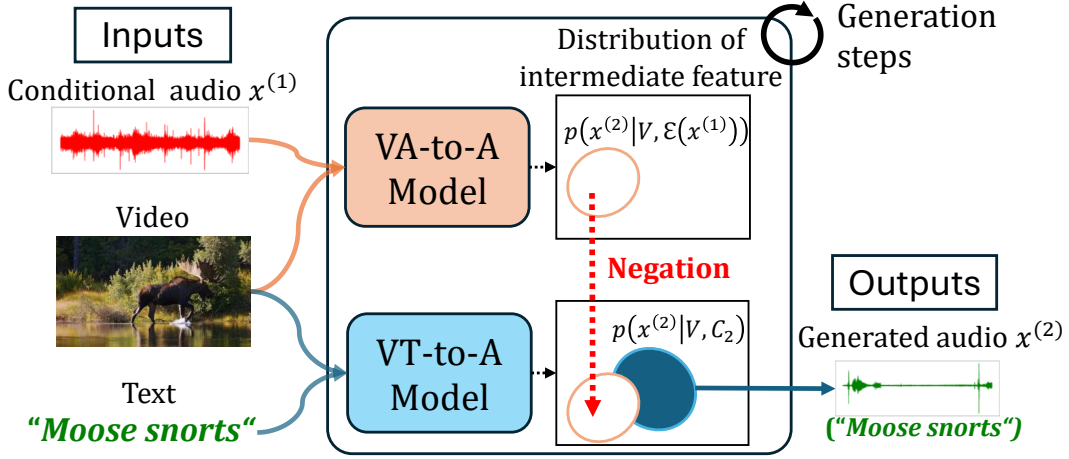 Inputs
Conditional audio x^(1)
Video
Text
“Moose snorts“
VA-to-A
Model
VT-to-A
Model
Distribution of
intermediate feature
p(x^(2)|V, ℰ(x^(1)))
Negation
p(x^(2)|V, C_2)
Generation
steps
Outputs
Generated audio x^(2)
(“Moose snorts“)